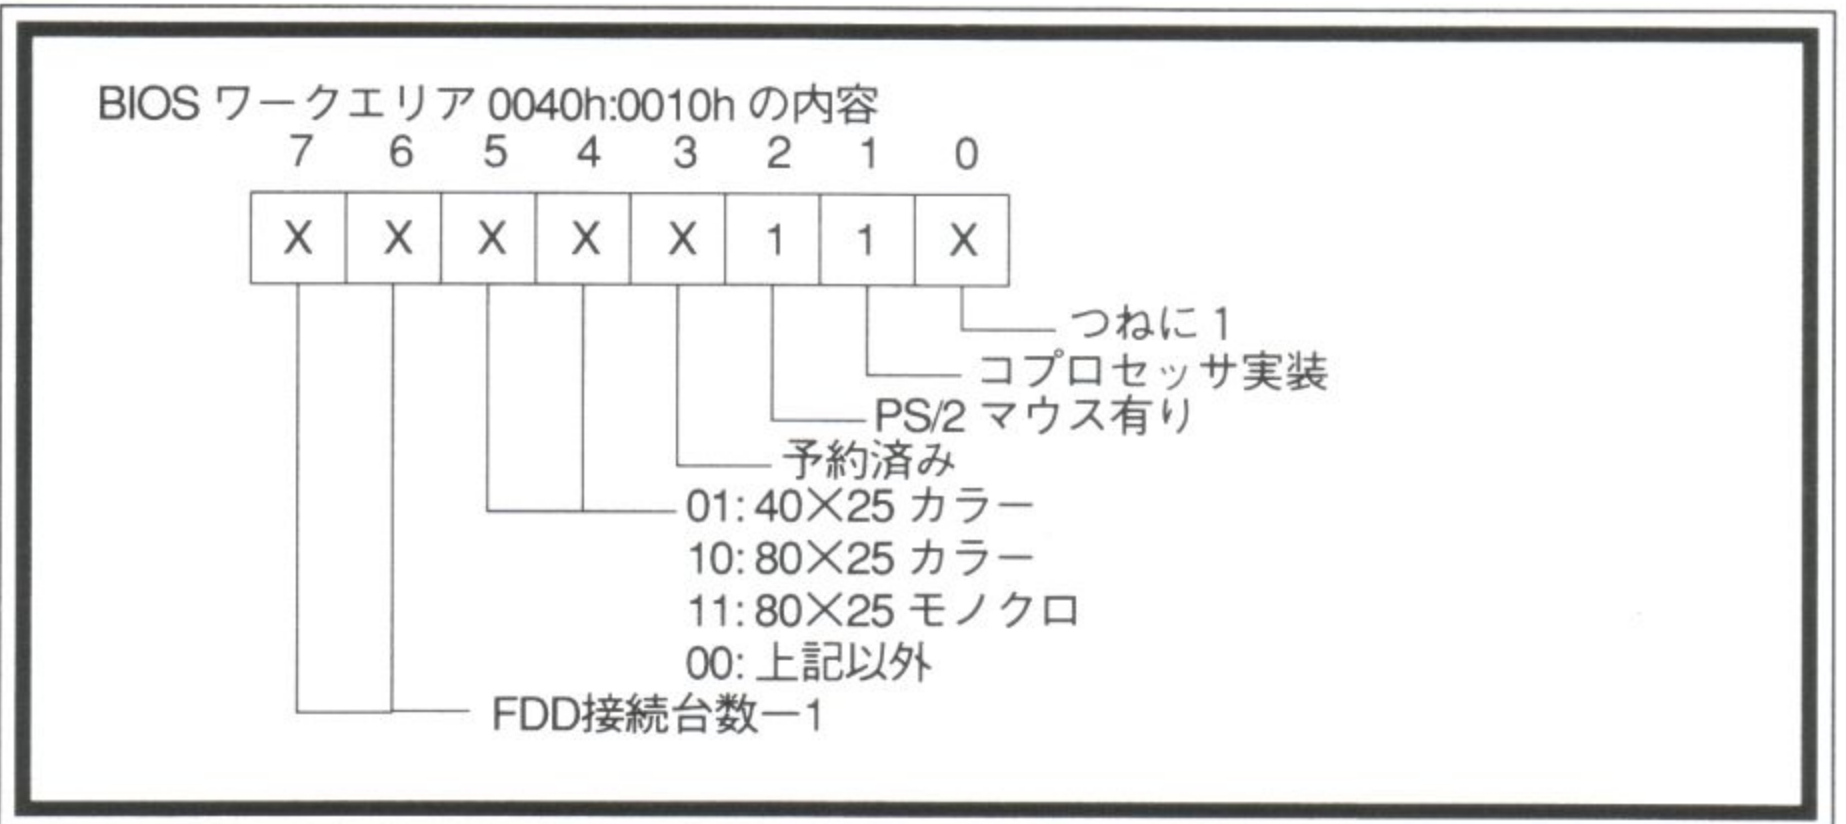 BIOS ワークエリア 0040h:0010h の内容
7 6 5 4 3 2 1 0
X X X X X 1 1 X
つねに 1
コプロセッサ実装
PS/2 マウス有り
予約済み
01: 40×25 カラー
10: 80×25 カラー
11: 80×25 モノクロ
00: 上記以外
FDD接続台数ー1